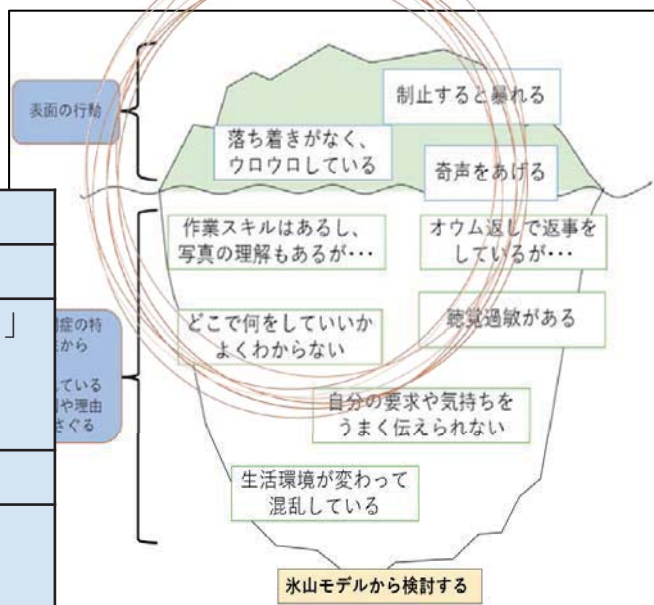 表面の行動
制止すると暴れる
落ち着きがなく、
ウロウロしている
奇声をあげる
作業スキルはあるし、
写真の理解もあるが・・・
オウム返しで返事を
しているが・・・
」
閉症の特
から
どこで何をしていいか
よくわからない
聴覚過敏がある
ている
や理由
さぐる
自分の要求や気持ちを
うまく伝えられない
生活環境が変わって
混乱している
氷山モデルから検討する